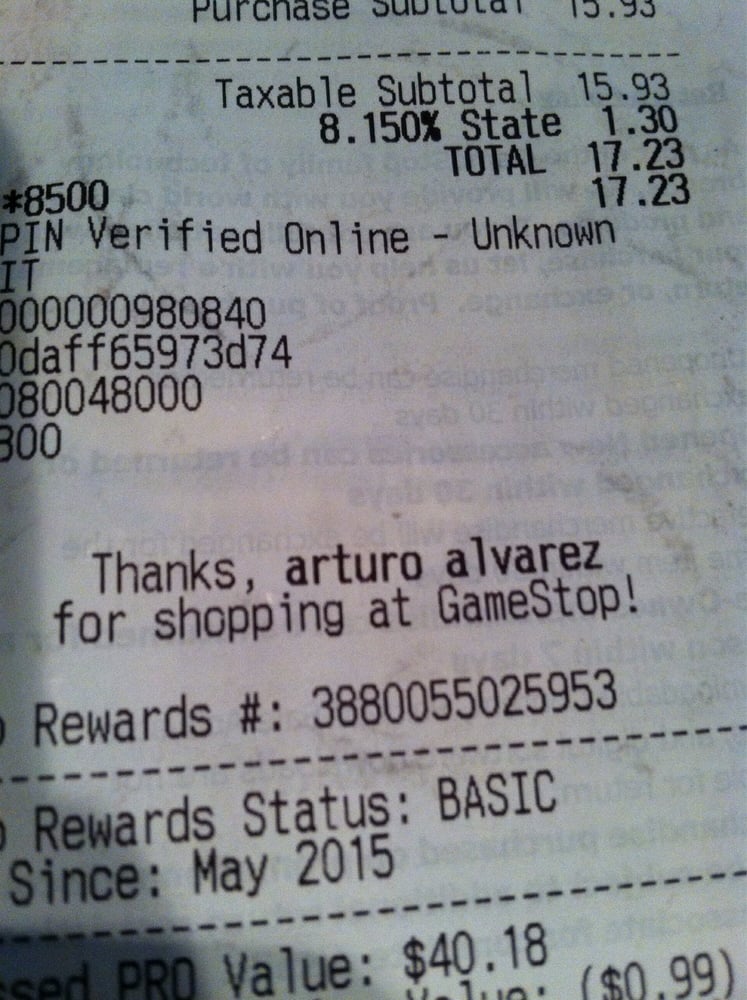 Purchase Subtotal 15.93
Taxable Subtotal 15.93
8.150% State 1.30
TOTAL 17.23
*8500 17.23
PIN Verified Online - Unknown
IT
000000980840
0daff65973d74
080048000
800
Thanks, arturo alvarez
for shopping at GameStop!
Rewards #: 3880055025953
Rewards Status: BASIC
Since: May 2015
PRO Value: $40.18
Value: ($0.99)